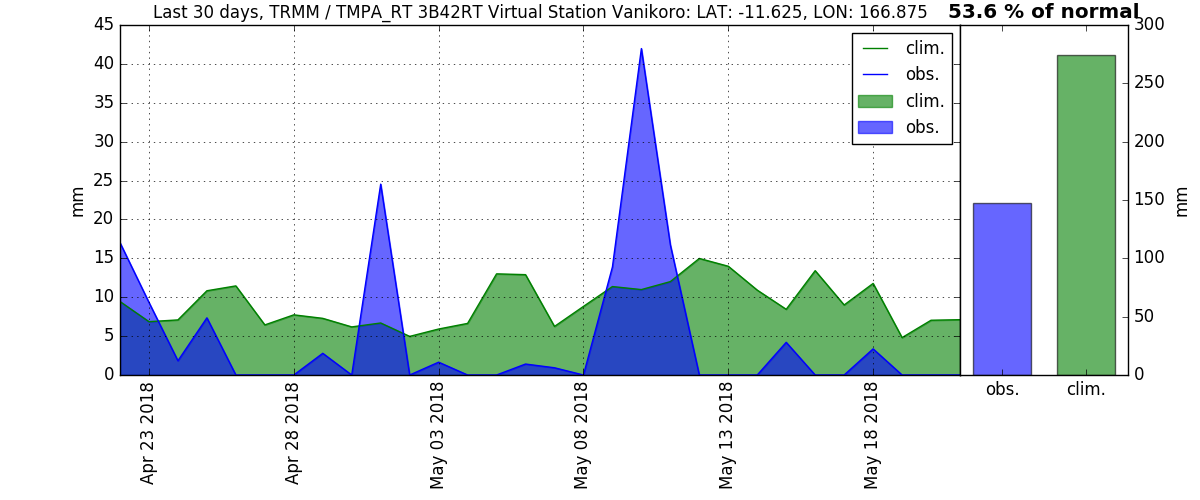 Last 30 days, TRMM / TMPA_RT 3B42RT Virtual Station Vanikoro: LAT: -11.625, LON: 166.875
53.6 % of normal
45
40
35
30
25
20
15
10
5
0
mm
clim.
obs.
clim.
obs.
Apr 23 2018
Apr 28 2018
May 03 2018
May 08 2018
May 13 2018
May 18 2018
300
250
200
150
100
50
0
mm
obs.
clim.